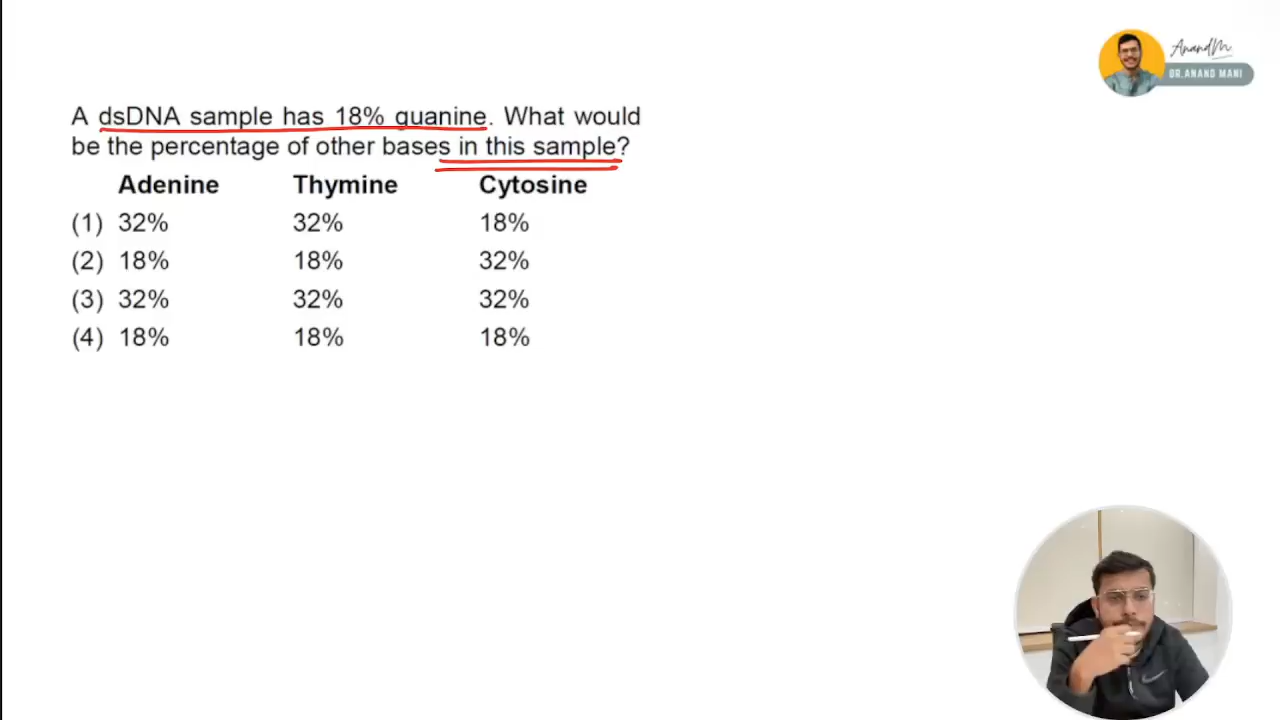 AnandM.
DR.ANAND MANI
A dsDNA sample has 18% guanine. What would
be the percentage of other bases in this sample?
Adenine Thymine Cytosine
(1) 32% 32% 18%
(2) 18% 18% 32%
(3) 32% 32% 32%
(4) 18% 18% 18%